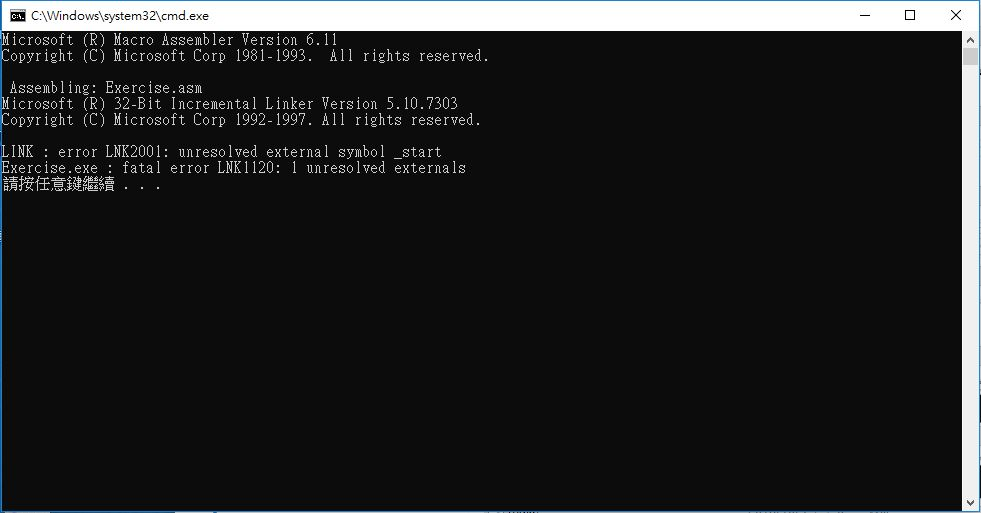 C:\Windows\system32\cmd.exe
Microsoft (R) Macro Assembler Version 6.11
Copyright (C) Microsoft Corp 1981-1993.  All rights reserved.
 Assembling: Exercise.asm
Microsoft (R) 32-Bit Incremental Linker Version 5.10.7303
Copyright (C) Microsoft Corp 1992-1997. All rights reserved.
LINK : error LNK2001: unresolved external symbol _start
Exercise.exe : fatal error LNK1120: 1 unresolved externals
請按任意鍵繼續 . . .